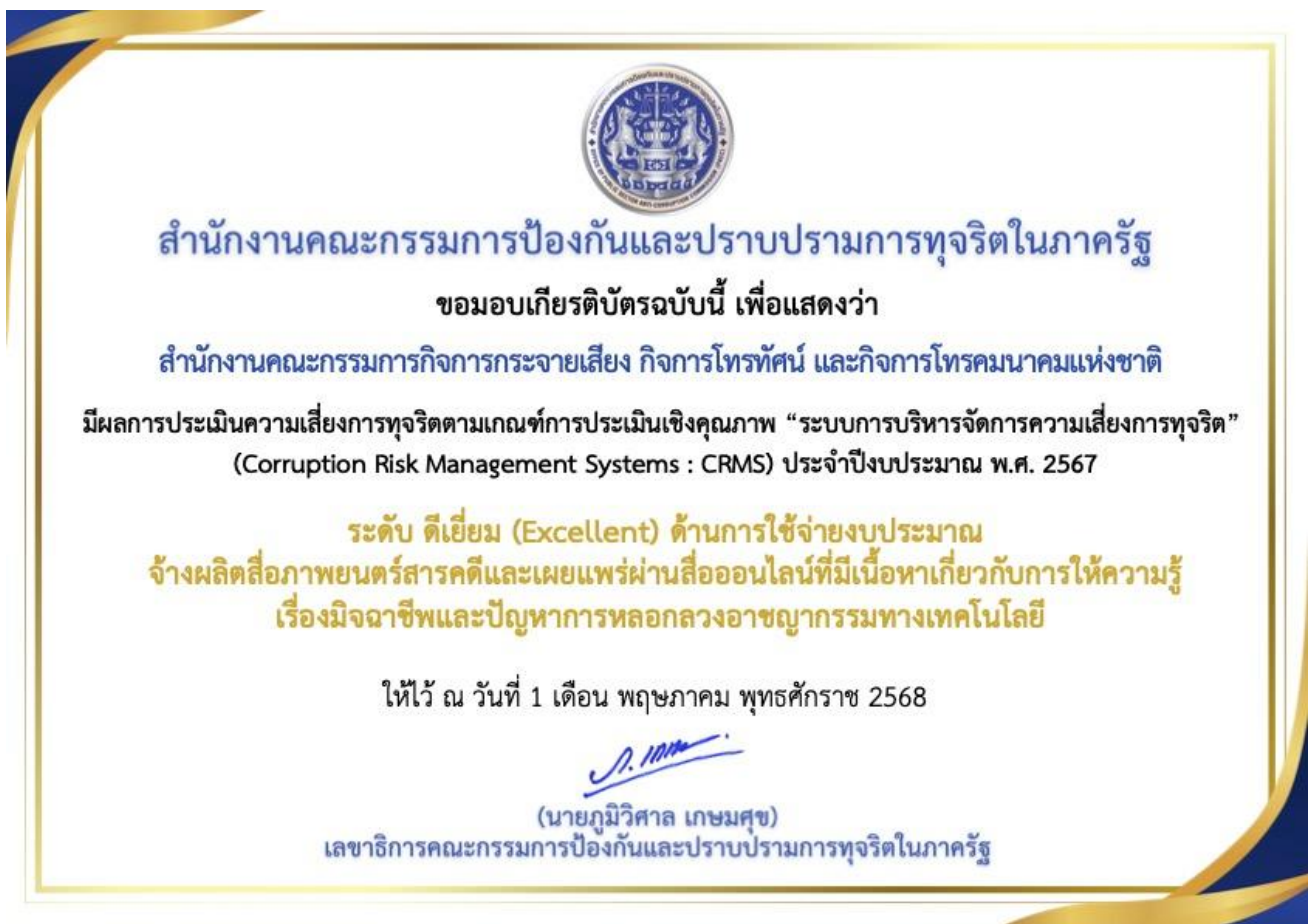 สำนักงานคณะกรรมการป้องกันและปราบปรามการทุจริตในภาครัฐ
ขอมอบเกียรติบัตรฉบับนี้ เพื่อแสดงว่า
สำนักงานคณะกรรมการกิจการกระจายเสียง กิจการโทรทัศน์ และกิจการโทรคมนาคมแห่งชาติ
มีผลการประเมินความเสี่ยงการทุจริตตามเกณฑ์การประเมินเชิงคุณภาพ “ระบบการบริหารจัดการความเสี่ยงการทุจริต”
(Corruption Risk Management Systems : CRMS) ประจำปีงบประมาณ พ.ศ. 2567
ระดับ ดีเยี่ยม (Excellent) ด้านการใช้จ่ายงบประมาณ
จ้างผลิตสื่อภาพยนตร์สารคดีและเผยแพร่ผ่านสื่อออนไลน์ที่มีเนื้อหาเกี่ยวกับการให้ความรู้
เรื่องมิจฉาชีพและปัญหาการหลอกลวงอาชญากรรมทางเทคโนโลยี
ให้ไว้ ณ วันที่ 1 เดือน พฤษภาคม พุทธศักราช 2568
(นายภูมิวิศาล เกษมศุข)
เลขาธิการคณะกรรมการป้องกันและปราบปรามการทุจริตในภาครัฐ